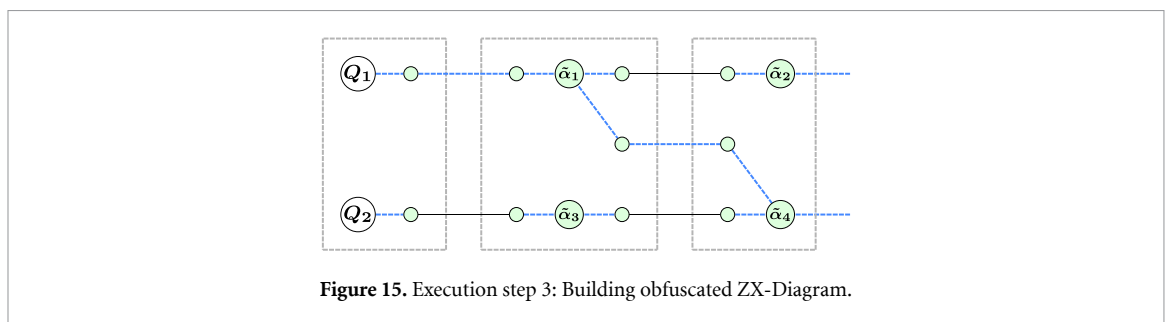 Q₁ α̃₁ α̃₂
Q₂ α̃₃ α̃₄
Figure 15. Execution step 3: Building obfuscated ZX-Diagram.